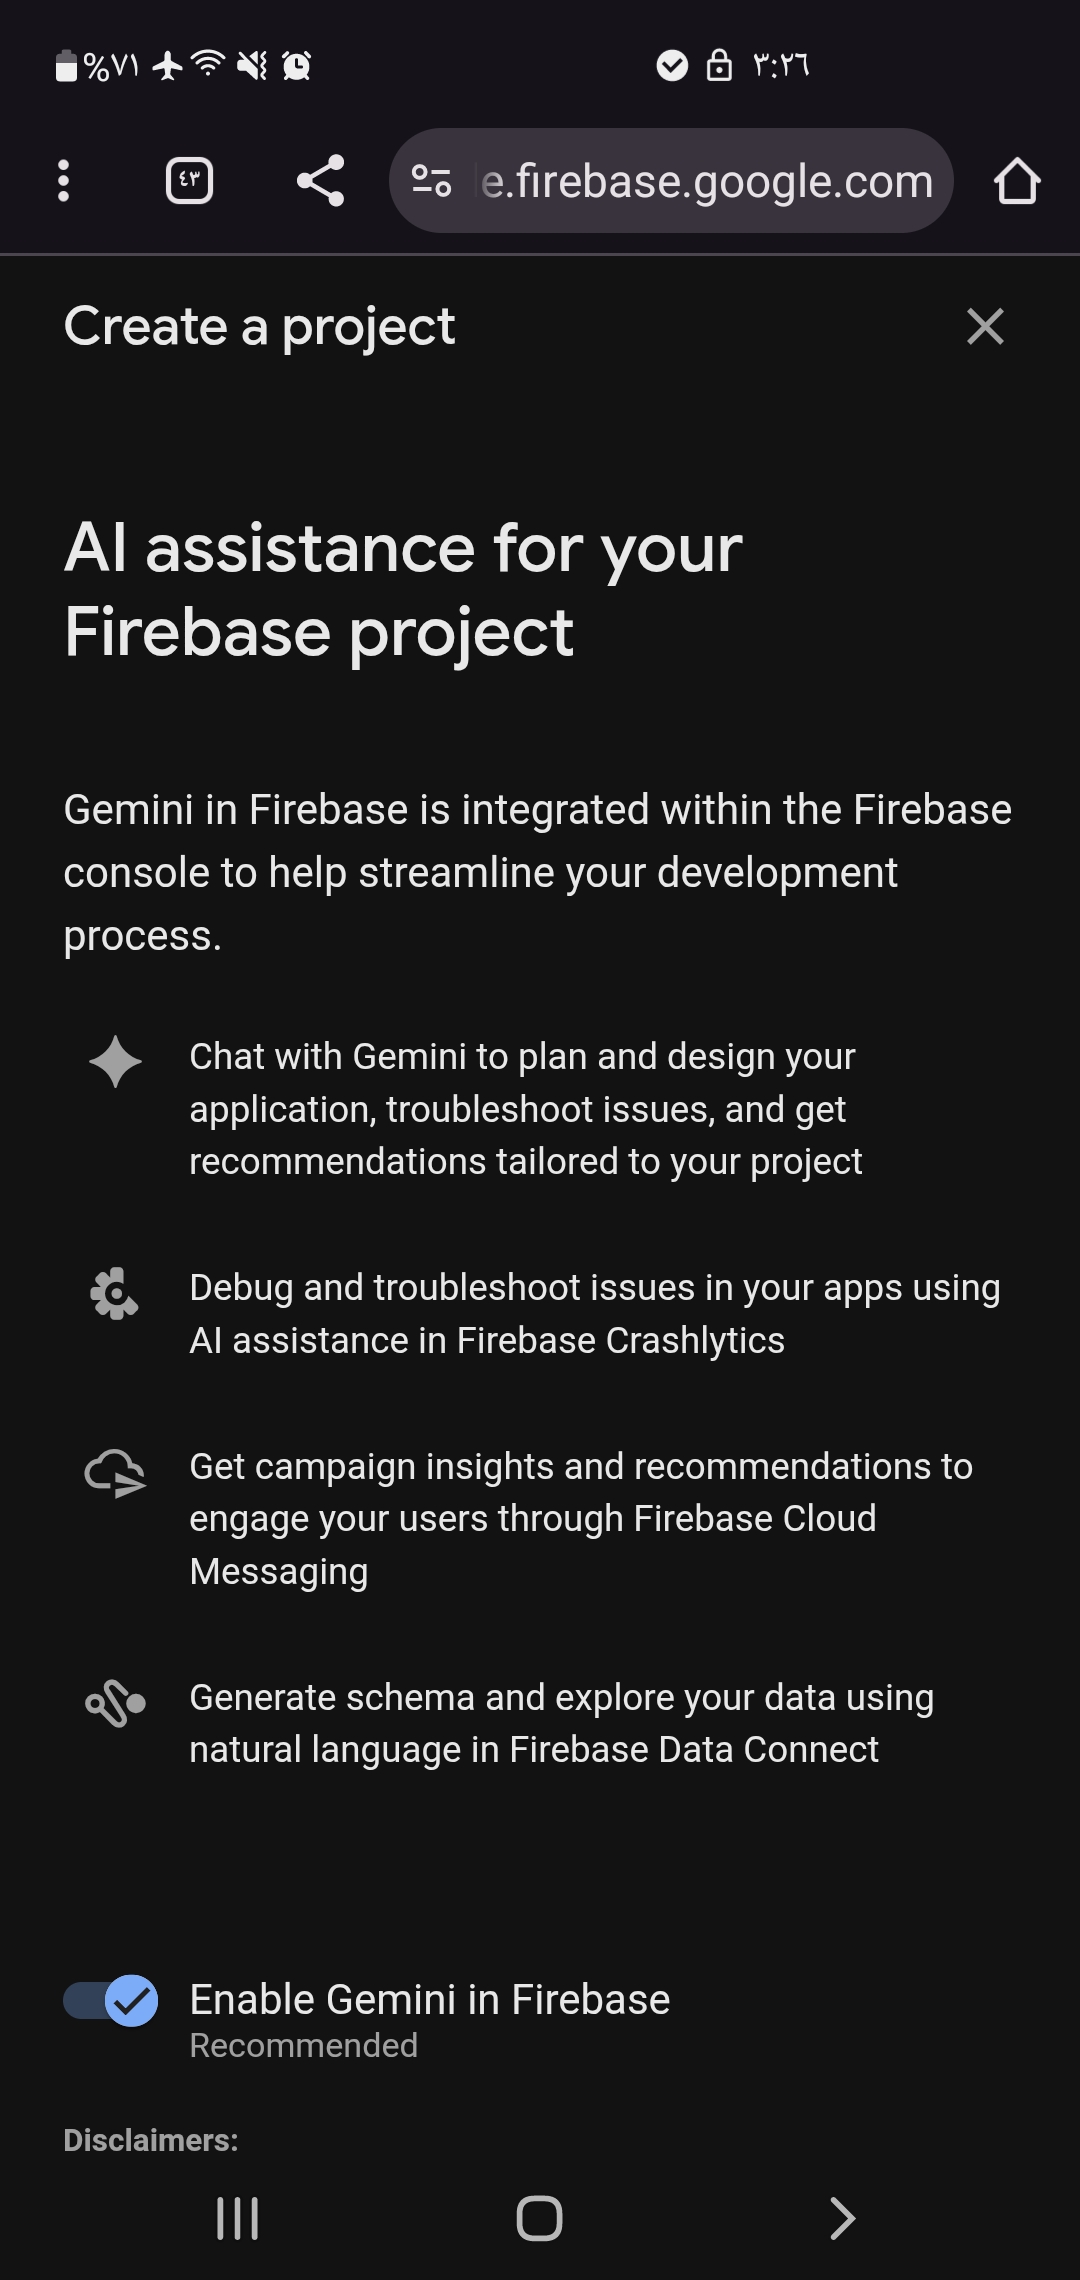 %٧١ ٣:٢٦
٤٣ e.firebase.google.com
Create a project
AI assistance for your
Firebase project
Gemini in Firebase is integrated within the Firebase
console to help streamline your development
process.
Chat with Gemini to plan and design your
application, troubleshoot issues, and get
recommendations tailored to your project
Debug and troubleshoot issues in your apps using
AI assistance in Firebase Crashlytics
Get campaign insights and recommendations to
engage your users through Firebase Cloud
Messaging
Generate schema and explore your data using
natural language in Firebase Data Connect
Enable Gemini in Firebase
Recommended
Disclaimers: